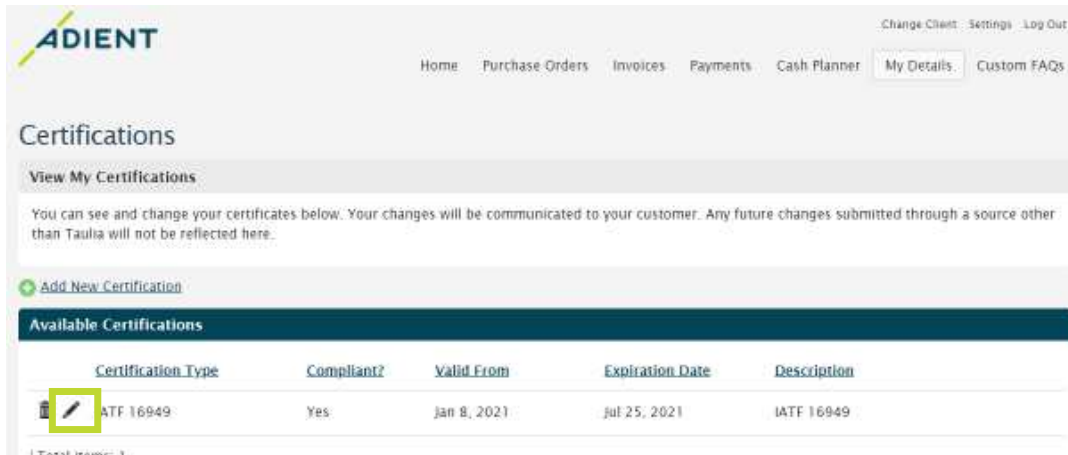 ADIENT
Change Client Settings Log Out
Home Purchase Orders Invoices Payments Cash Planner My Details Custom FAQs
Certifications
View My Certifications
You can see and change your certificates below. Your changes will be communicated to your customer. Any future changes submitted through a source other
than Taulia will not be reflected here.
Add New Certification
Available Certifications
Certification Type Compliant? Valid From Expiration Date Description
ATF 16949 Yes Jan 8, 2021 Jul 25, 2021 IATF 16949
Total Items: 1